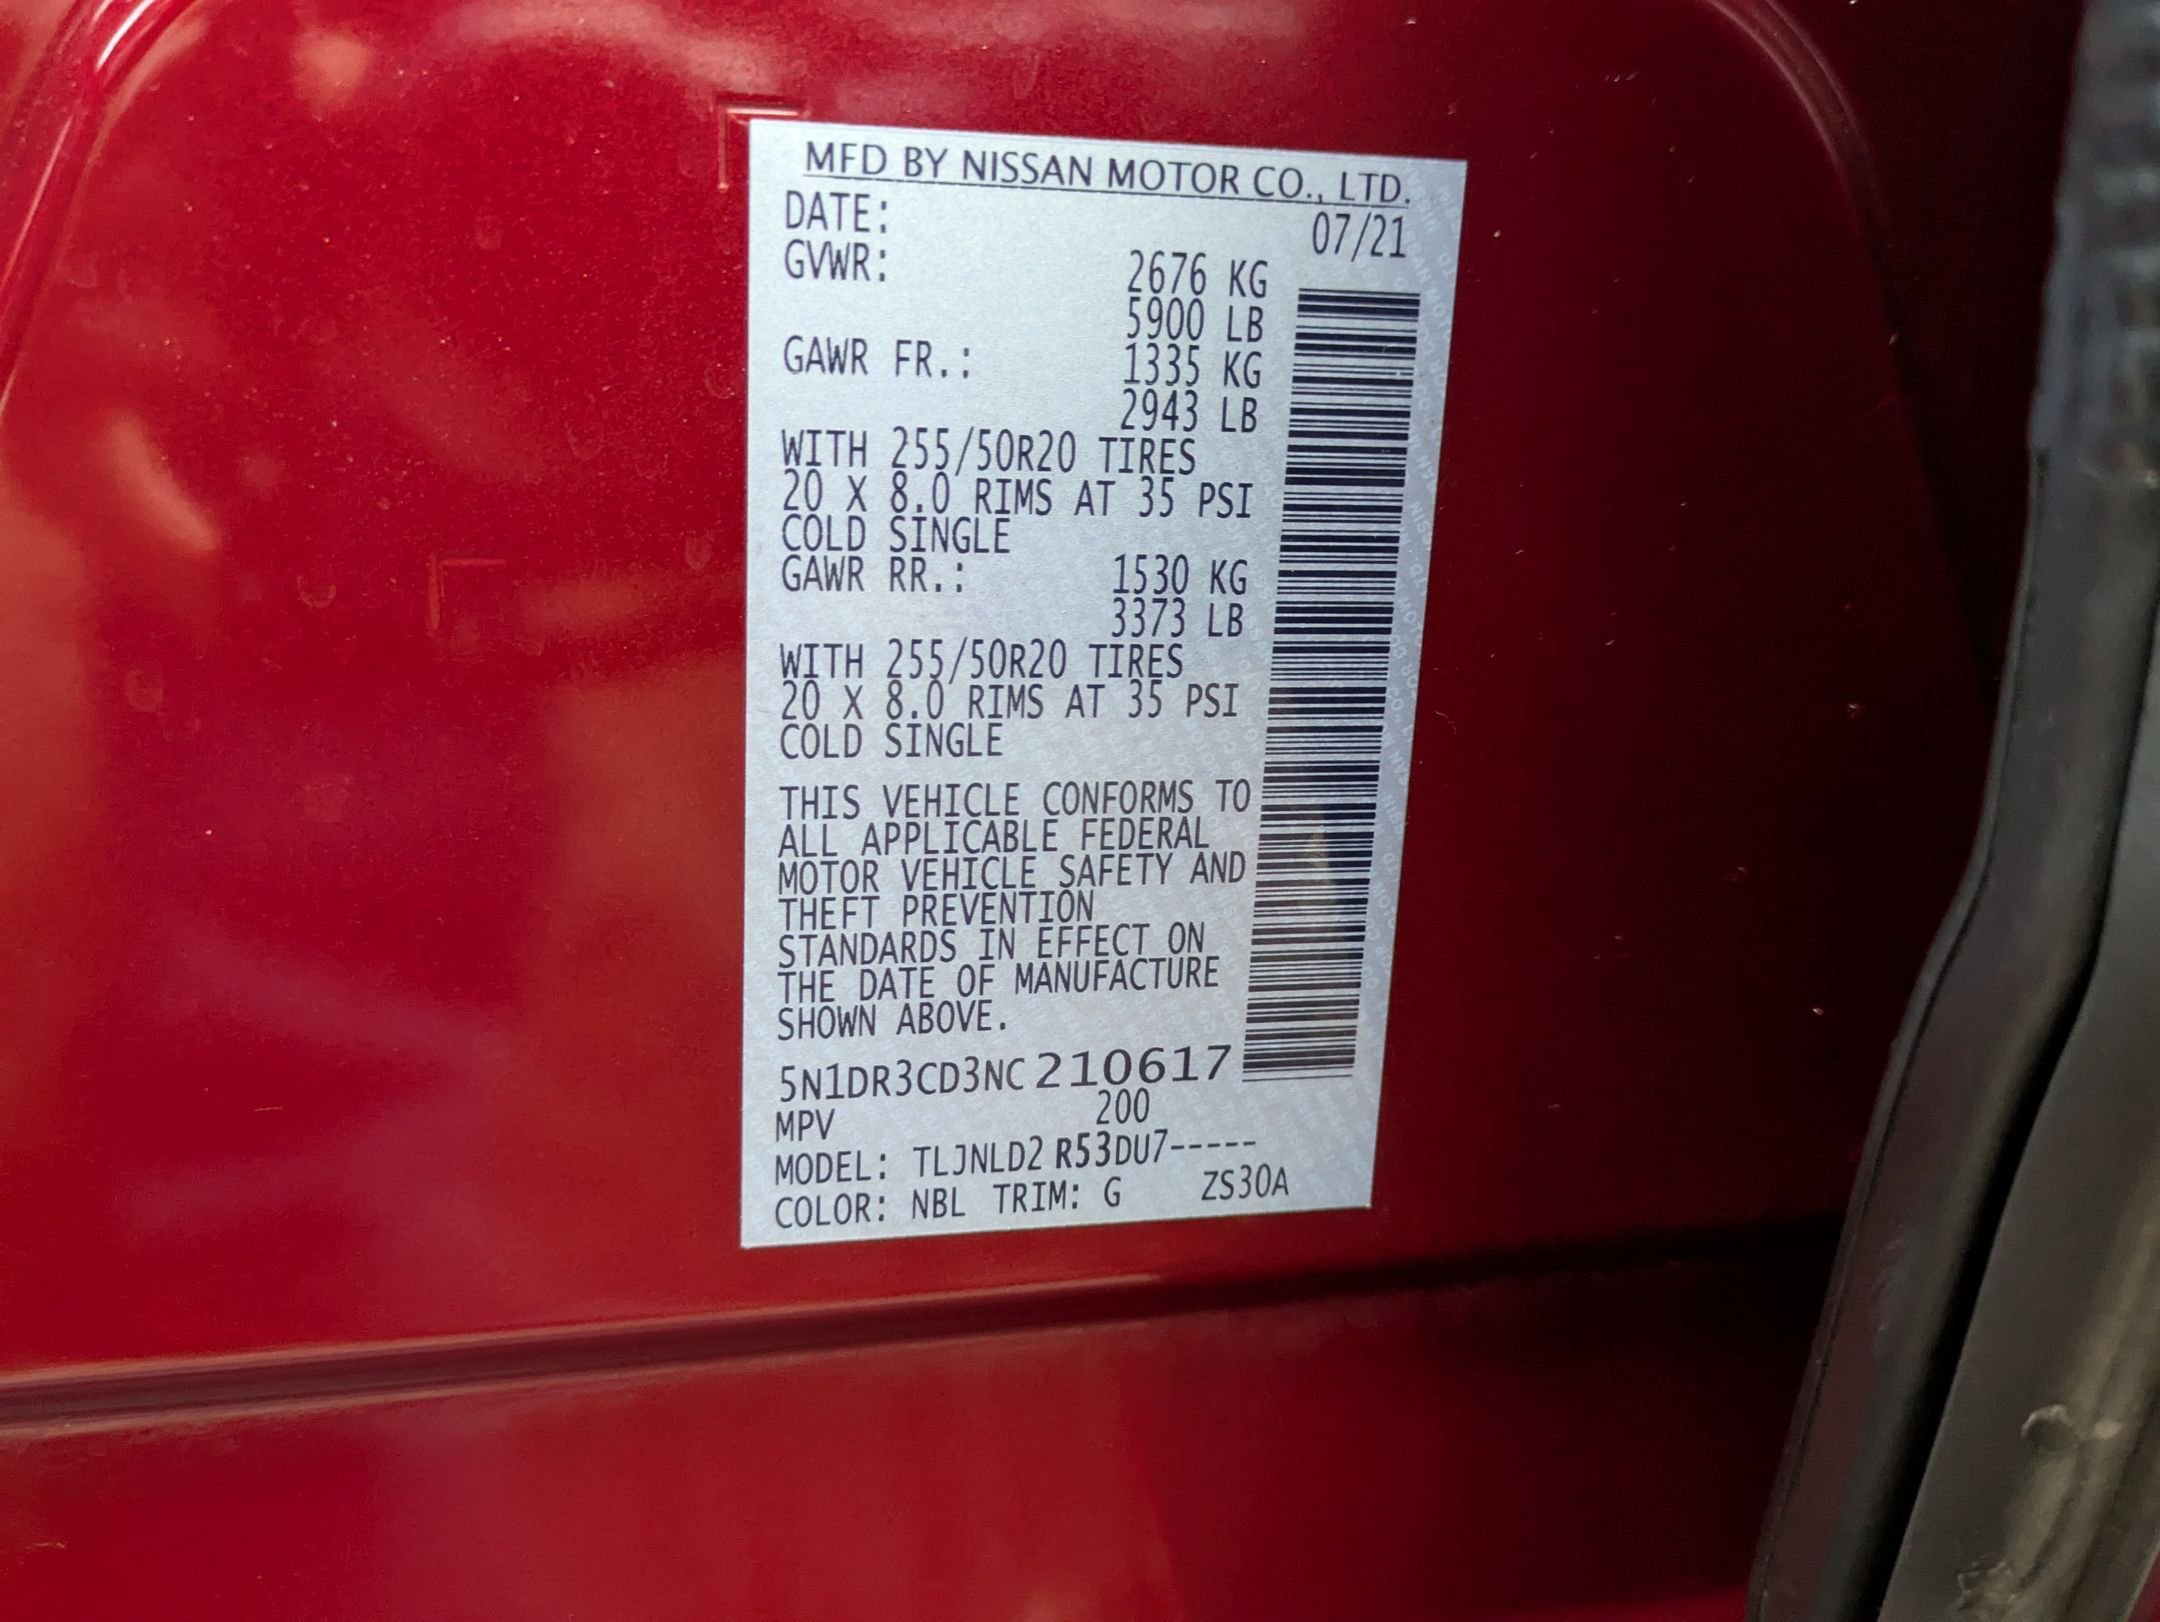 MFD BY NISSAN MOTOR CO., LTD.
DATE: 07/21
GVWR: 2676 KG
5900 LB
GAWR FR.: 1335 KG
2943 LB
WITH 255/50R20 TIRES
20 X 8.0 RIMS AT 35 PSI
COLD SINGLE
GAWR RR.: 1530 KG
3373 LB
WITH 255/50R20 TIRES
20 X 8.0 RIMS AT 35 PSI
COLD SINGLE
THIS VEHICLE CONFORMS TO
ALL APPLICABLE FEDERAL
MOTOR VEHICLE SAFETY AND
THEFT PREVENTION
STANDARDS IN EFFECT ON
THE DATE OF MANUFACTURE
SHOWN ABOVE.
5N1DR3CD3NC210617
MPV 200
MODEL: TLJNLD2 R53DU7-----
COLOR: NBL TRIM: G ZS30A